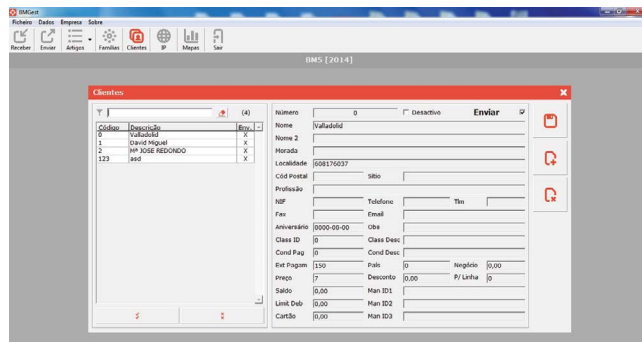 BMGest
Ficheiro Dados Empresa Sobre
Receber Enviar Artigos Familias Clientes IP Mapas Sair
BM5 [2014]
Clientes
(4)
Código Descrição Env.
0 Valladolid X
1 David Miguel X
2 Mª JOSE REDONDO X
123 asd X
Número 0 Desactivo Enviar
Nome Valladolid
Nome 2
Morada
Localidade 608176037
Cód Postal Sítio
Profissão
NIF Telefone Tlm
Fax Email
Aniversário 0000-00-00 Obs
Class ID 0 Class Desc
Cond Pag 0 Cond Desc
Ext Pagam 150 País 0 Negócio 0,00
Preço 7 Desconto 0,00 P/ Linha 0
Saldo 0,00 Man ID1
Limit Deb 0,00 Man ID2
Cartão 0,00 Man ID3